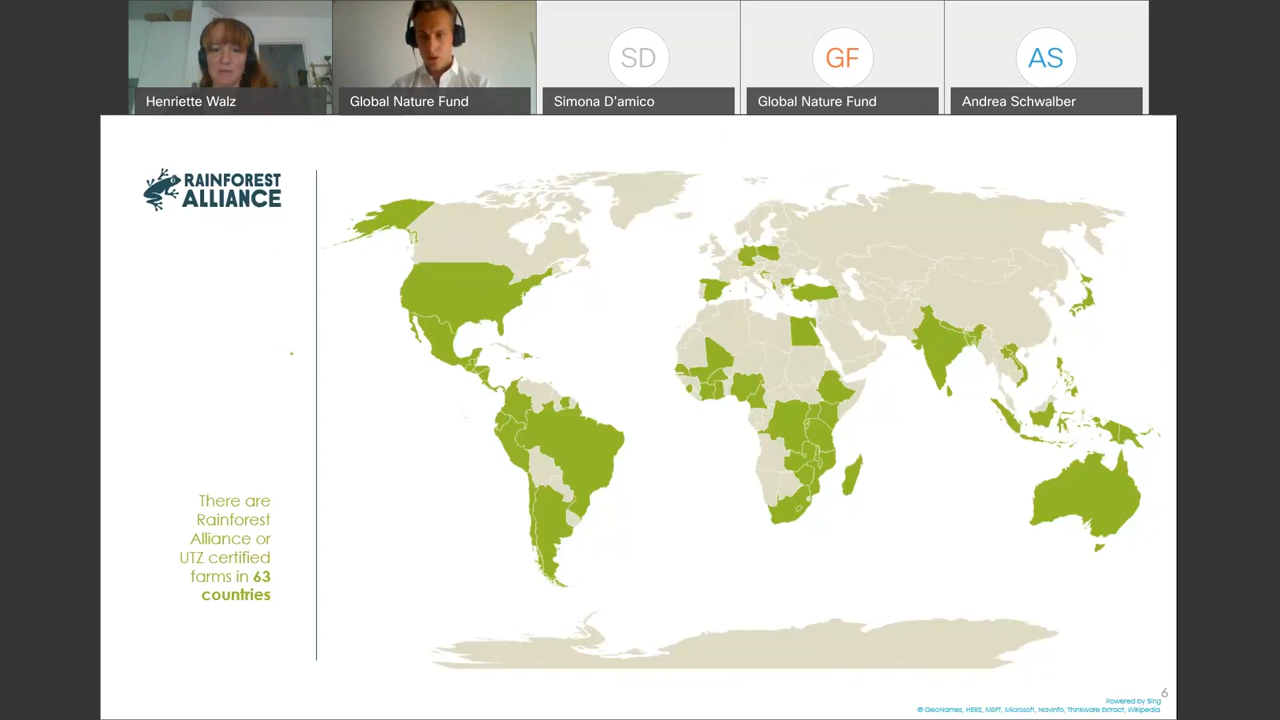 Henriette Walz
Global Nature Fund
SD
Simona D'amico
GF
Global Nature Fund
AS
Andrea Schwalber
RAINFOREST
ALLIANCE
There are
Rainforest
Alliance or
UTZ certified
farms in 63
countries
6
Powered by Bing
© GeoNames, HERE, MSFT, Microsoft, NavInfo, Thinkware Extract, Wikipedia